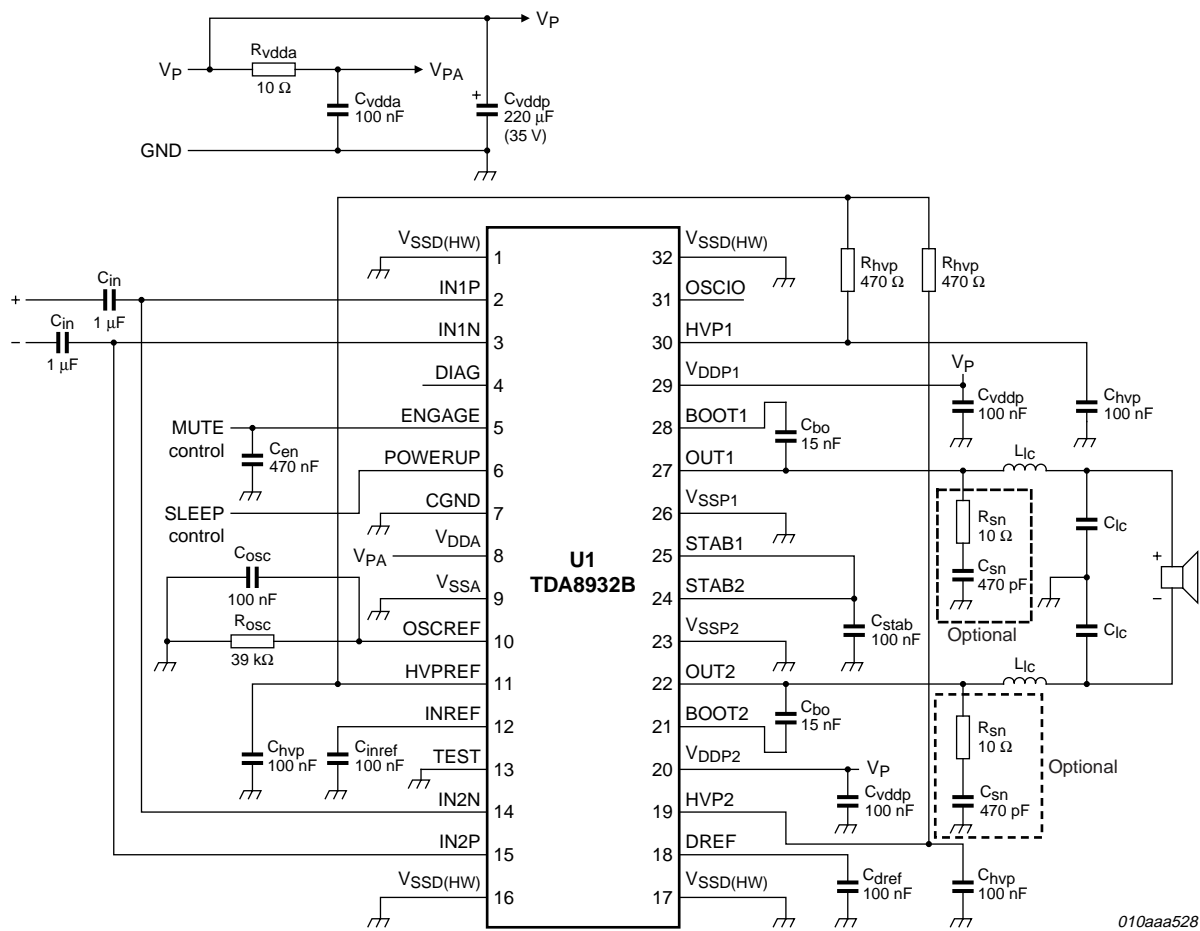 VP
Rvdda
VP
10 Ω
VPA
Cvdda
100 nF
+
Cvddp
220 μF
(35 V)
GND
U1
TDA8932B
VSSD(HW)
1
Cin
+
1 μF
IN1P
2
Cin
−
1 μF
IN1N
3
DIAG
4
MUTE
control
ENGAGE
5
Cen
470 nF
POWERUP
6
SLEEP
control
CGND
7
VPA
VDDA
8
Cosc
100 nF
VSSA
9
Rosc
39 kΩ
OSCREF
10
HVPREF
11
Chvp
100 nF
Cinref
100 nF
INREF
12
TEST
13
IN2N
14
IN2P
15
VSSD(HW)
16
32
VSSD(HW)
31
OSCIO
Rhvp
470 Ω
Rhvp
470 Ω
30
HVP1
29
VDDP1
VP
Cvddp
100 nF
Chvp
100 nF
28
BOOT1
Cbo
15 nF
27
OUT1
Llc
26
VSSP1
Rsn
10 Ω
Csn
470 pF
Optional
Clc
+
−
Clc
25
STAB1
24
STAB2
Cstab
100 nF
23
VSSP2
22
OUT2
Llc
21
BOOT2
Cbo
15 nF
Rsn
10 Ω
Csn
470 pF
Optional
20
VDDP2
VP
Cvddp
100 nF
19
HVP2
18
DREF
Cdref
100 nF
Chvp
100 nF
17
VSSD(HW)
010aaa528